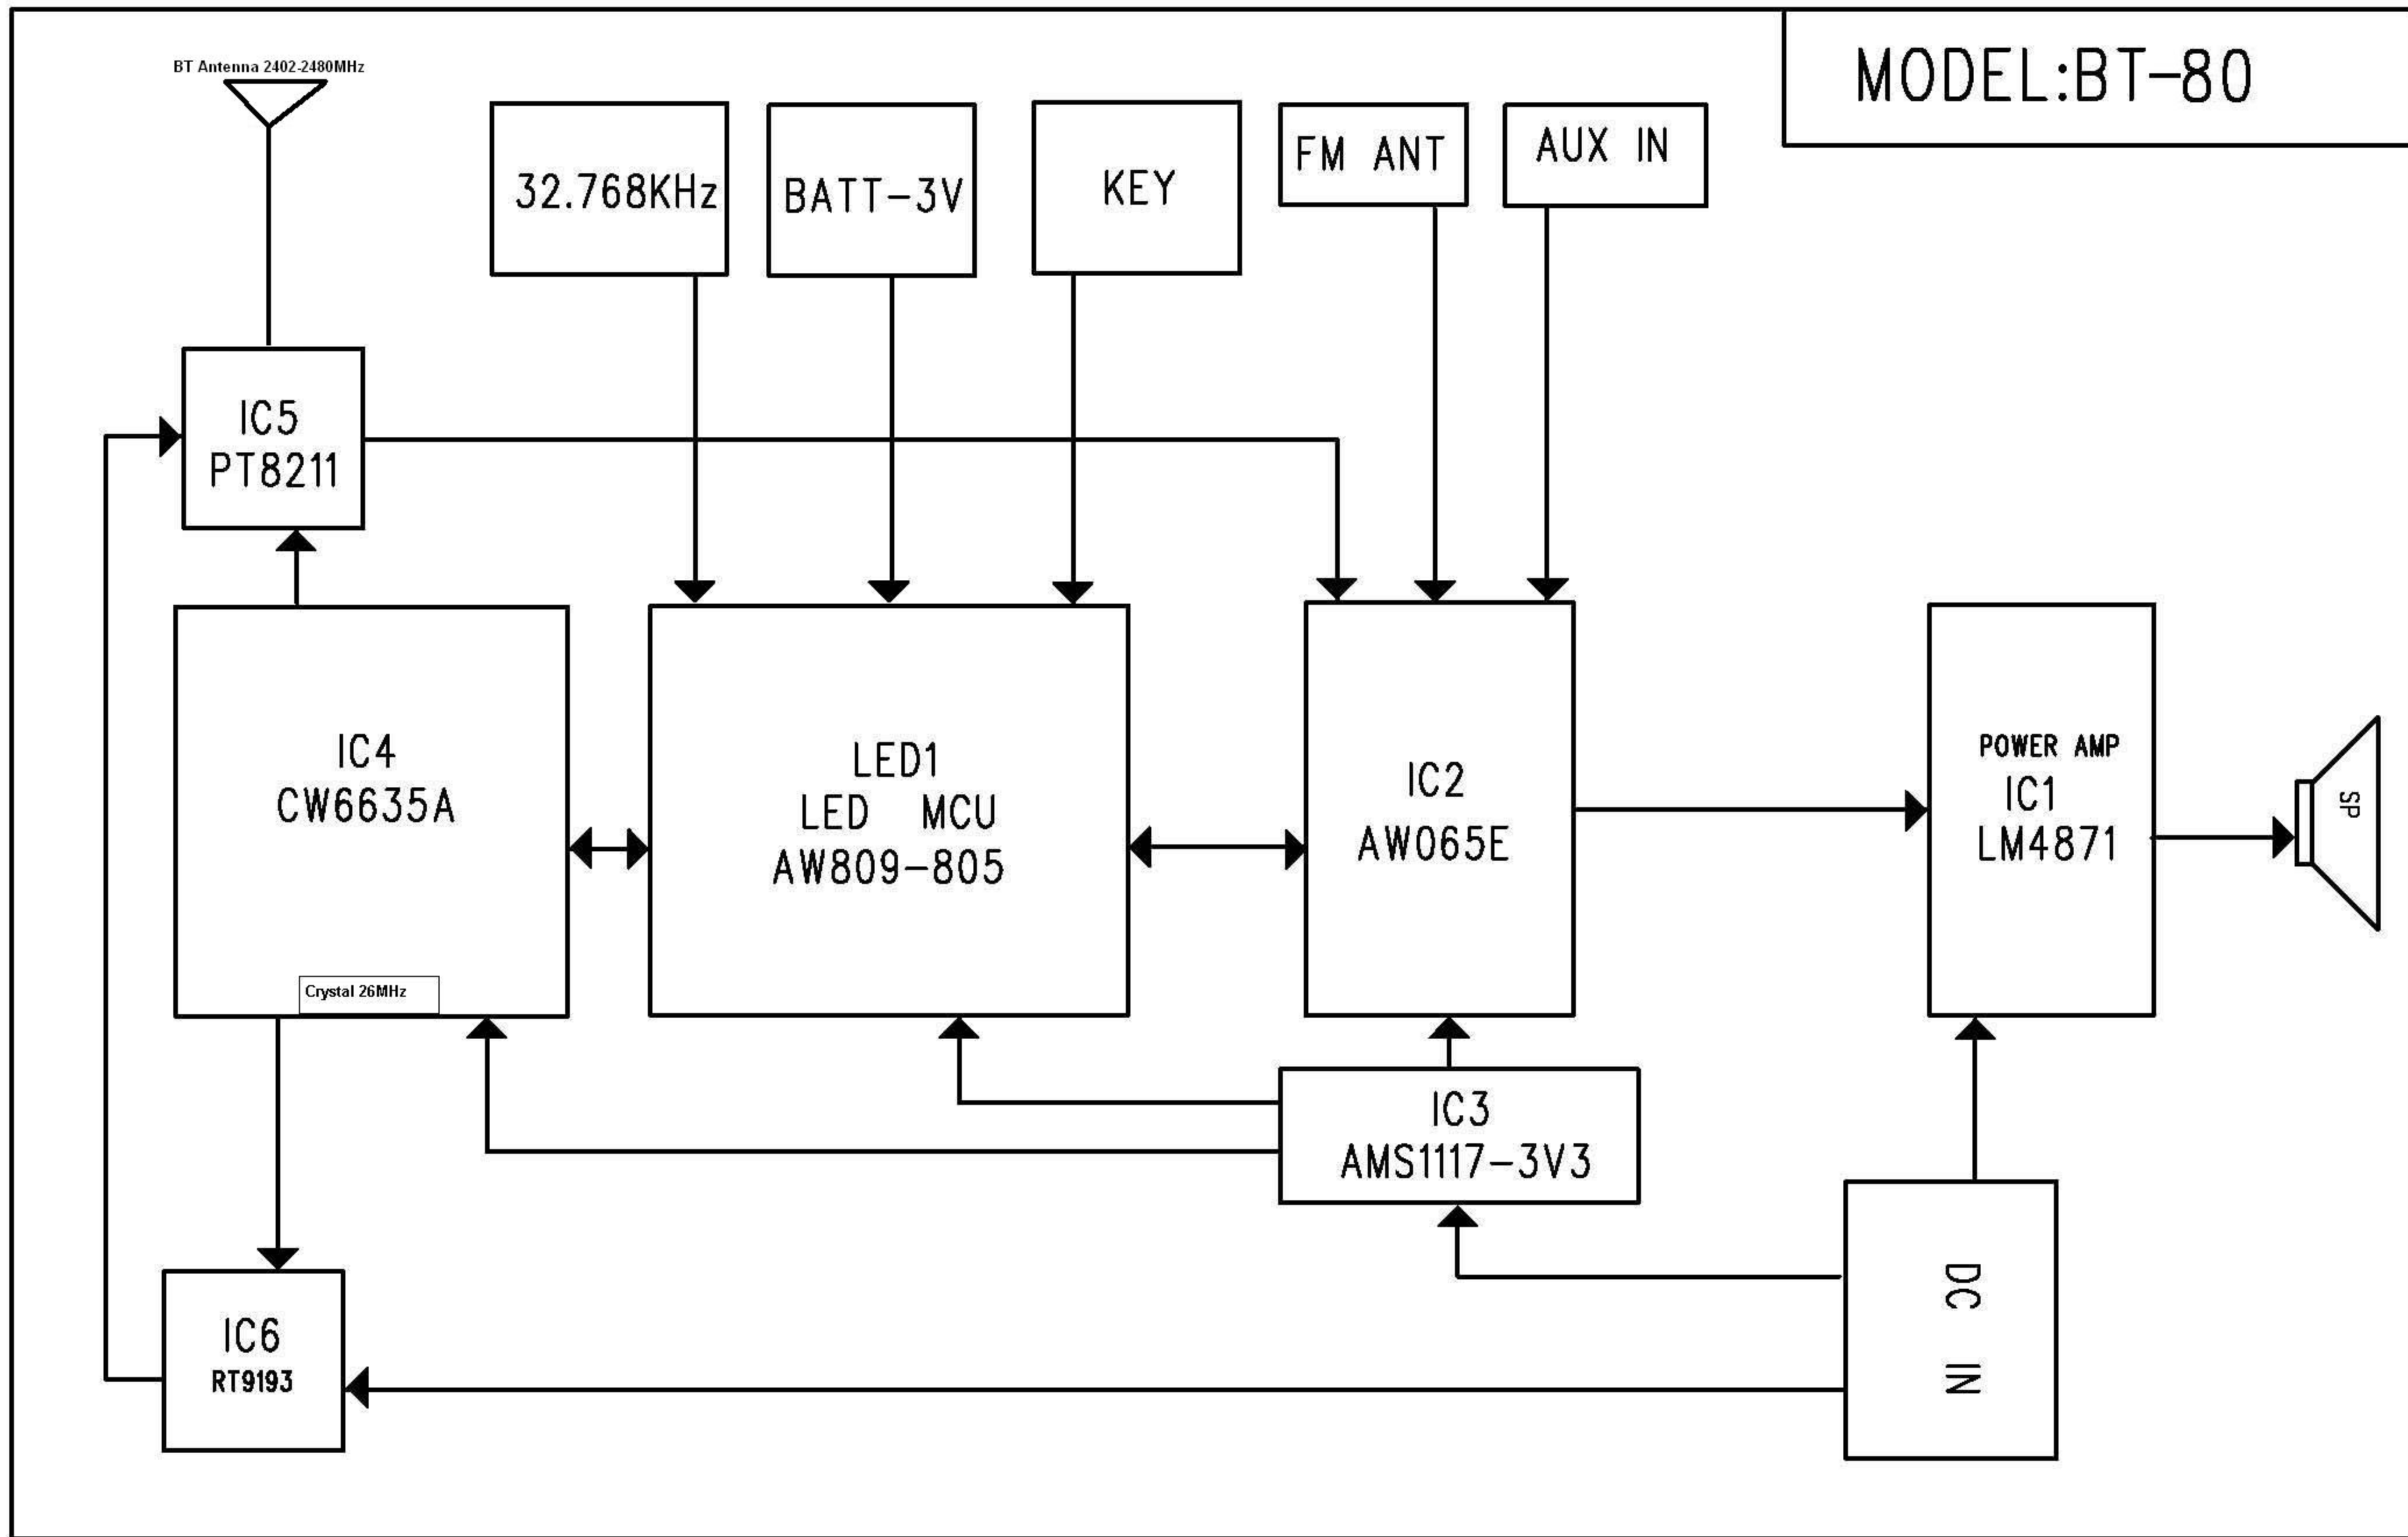 MODEL:BT-80
BT Antenna 2402-2480MHz
32.768KHz
BATT-3V
KEY
FM ANT
AUX IN
IC5
PT8211
IC4
CW6635A
Crystal 26MHz
LED1
LED MCU
AW809-805
IC2
AW065E
POWER AMP
IC1
LM4871
SP
IC3
AMS1117-3V3
IC6
RT9193
DC IN